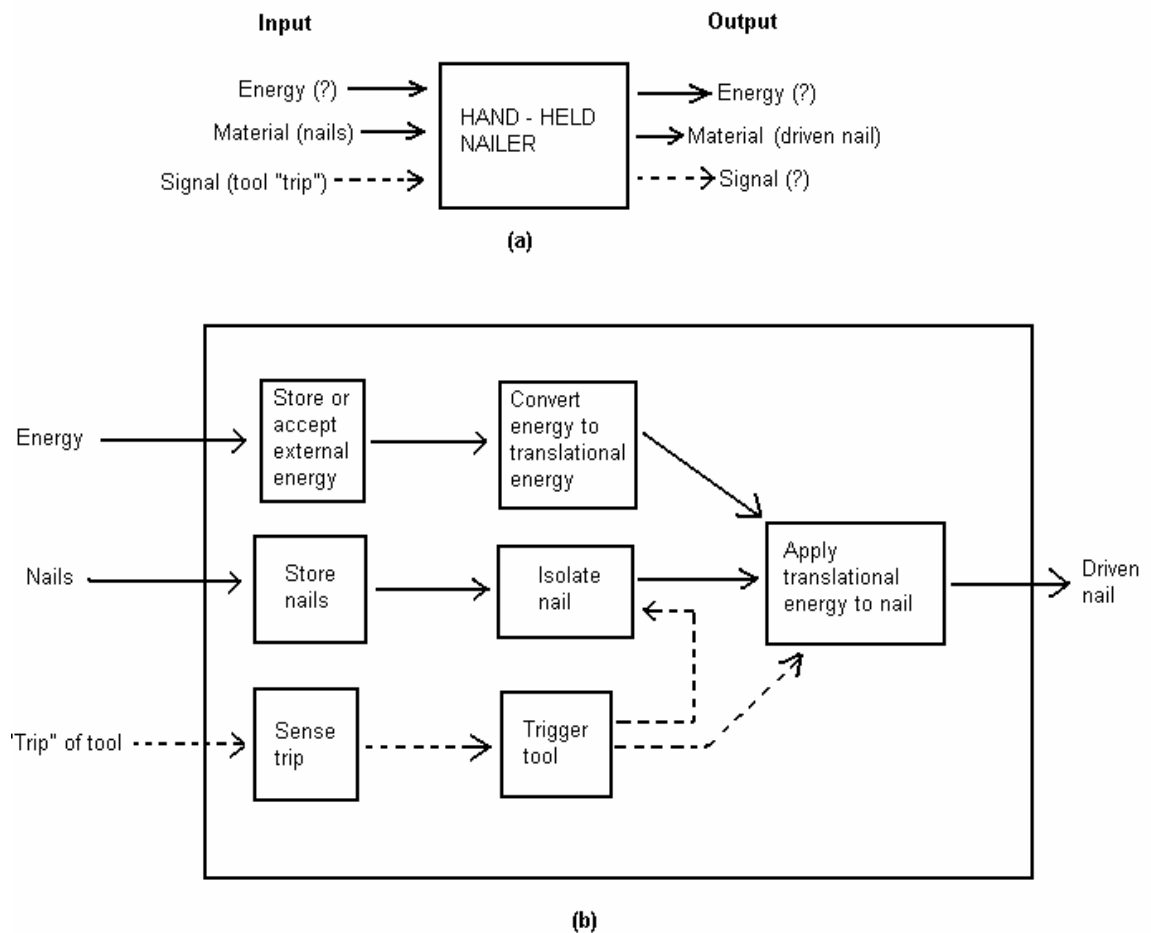 Input
Output
Energy (?)
Material (nails)
Signal (tool "trip")
HAND - HELD
NAILER
Energy (?)
Material (driven nail)
Signal (?)
(a)
Energy
Store or
accept
external
energy
Convert
energy to
translational
energy
Nails
Store
nails
Isolate
nail
Apply
translational
energy to nail
Driven
nail
"Trip" of tool
Sense
trip
Trigger
tool
(b)